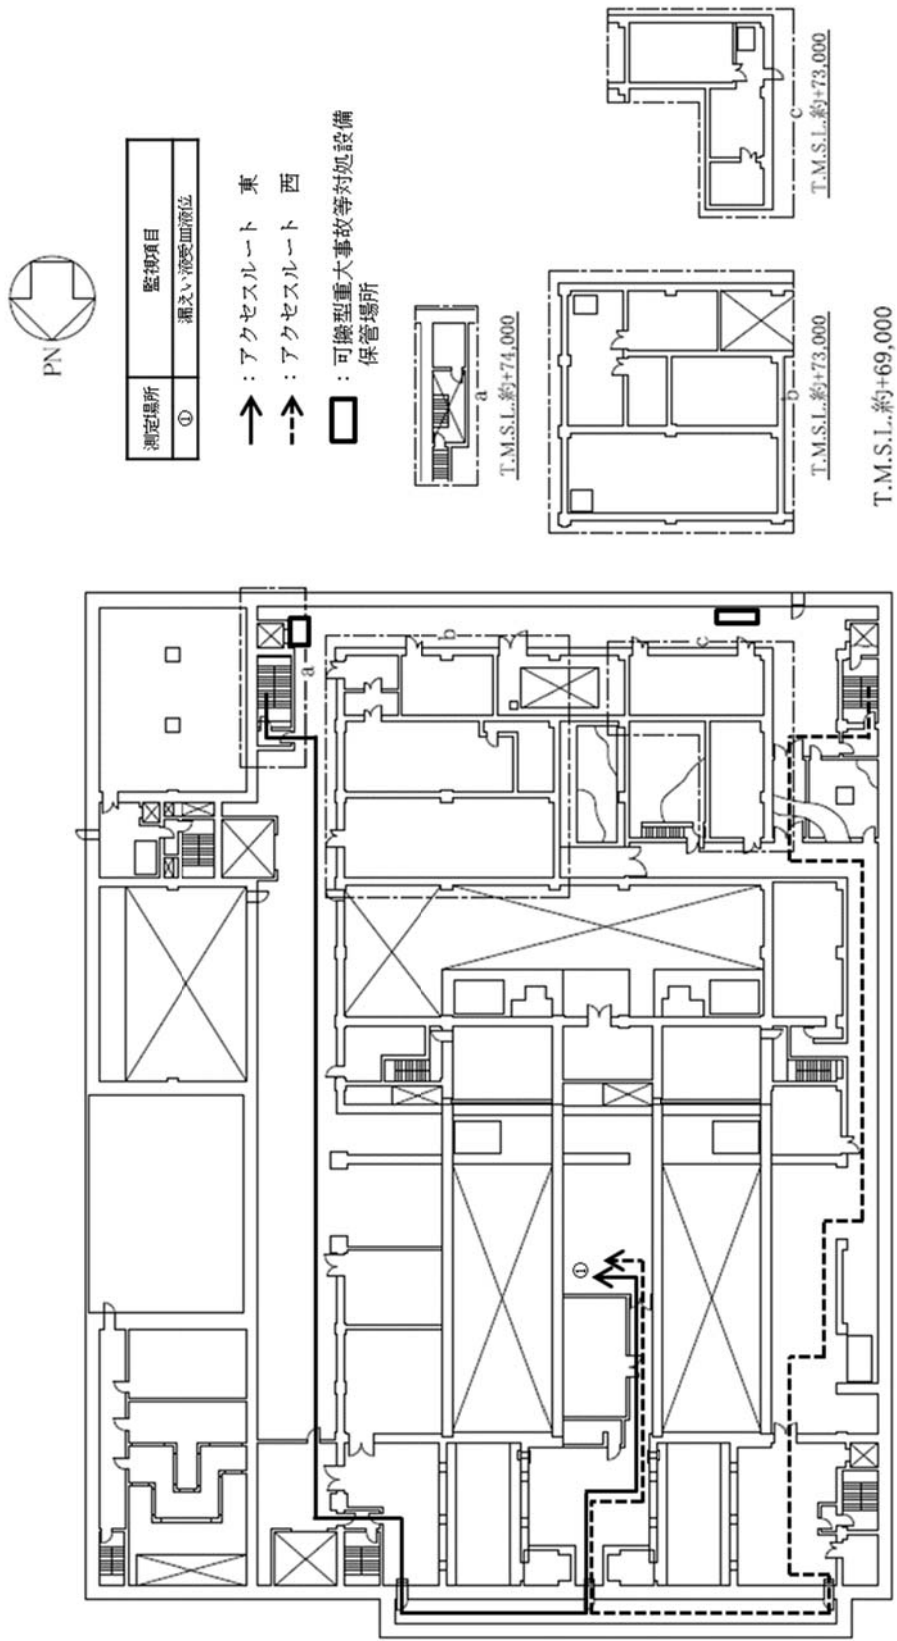 PN
測定場所 監視項目
① 漏えい液受皿液位
：アクセスルート 東
：アクセスルート 西
：可搬型重大事故等対処設備
保管場所
a
T.M.S.L.約+74,000
b
T.M.S.L.約+73,000
c
T.M.S.L.約+73,000
T.M.S.L.約+69,000
a
b
c
①